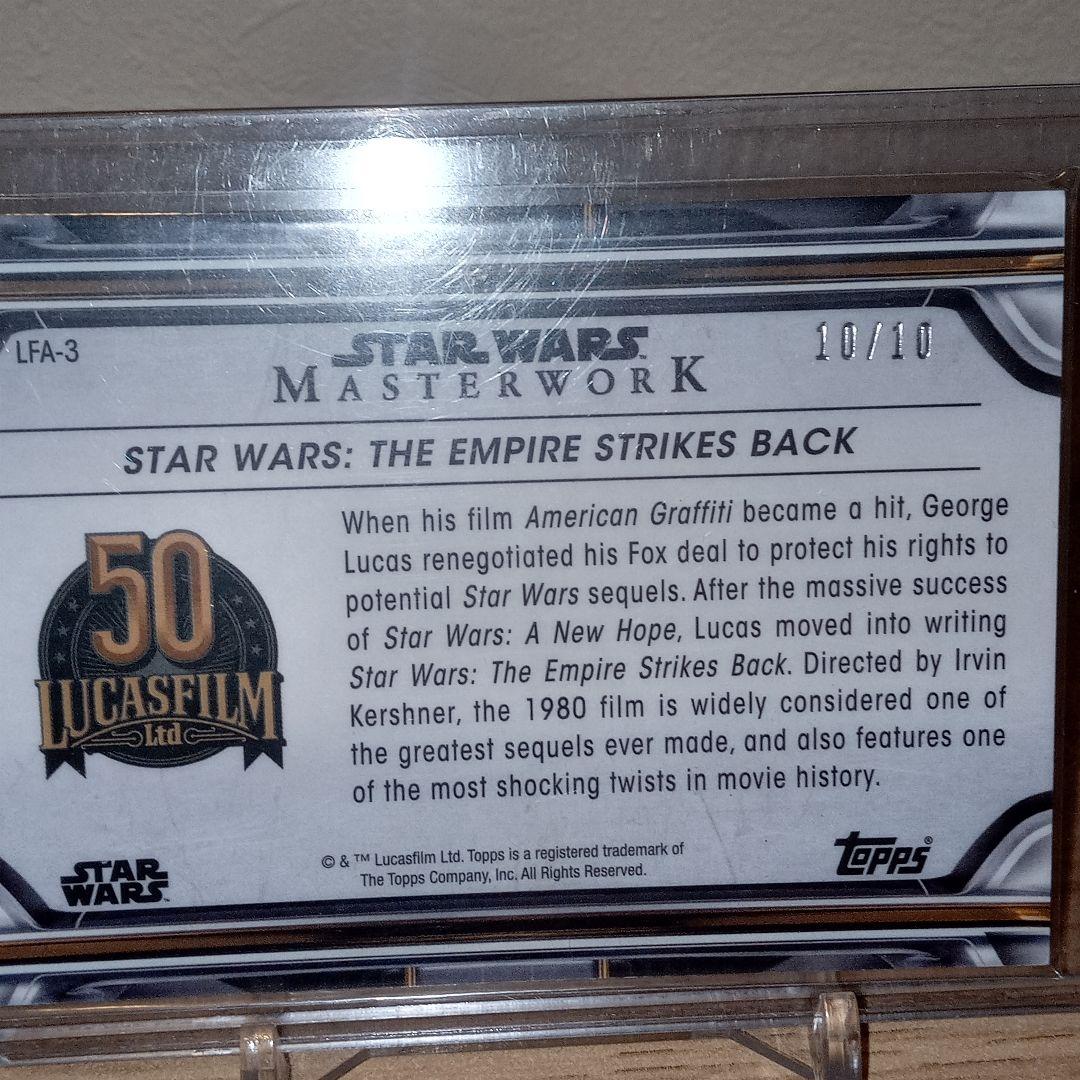 LFA-3
STAR WARS
10/10
MASTERWORK
STAR WARS: THE EMPIRE STRIKES BACK
When his film American Graffiti became a hit, George
Lucas renegotiated his Fox deal to protect his rights to
potential Star Wars sequels. After the massive success
of Star Wars: A New Hope, Lucas moved into writing
Star Wars: The Empire Strikes Back. Directed by Irvin
Kershner, the 1980 film is widely considered one of
the greatest sequels ever made, and also features one
of the most shocking twists in movie history.
50
LUCASFILM
Ltd
STAR
WARS
© & ™ Lucasfilm Ltd. Topps is a registered trademark of
The Topps Company, Inc. All Rights Reserved.
topps®